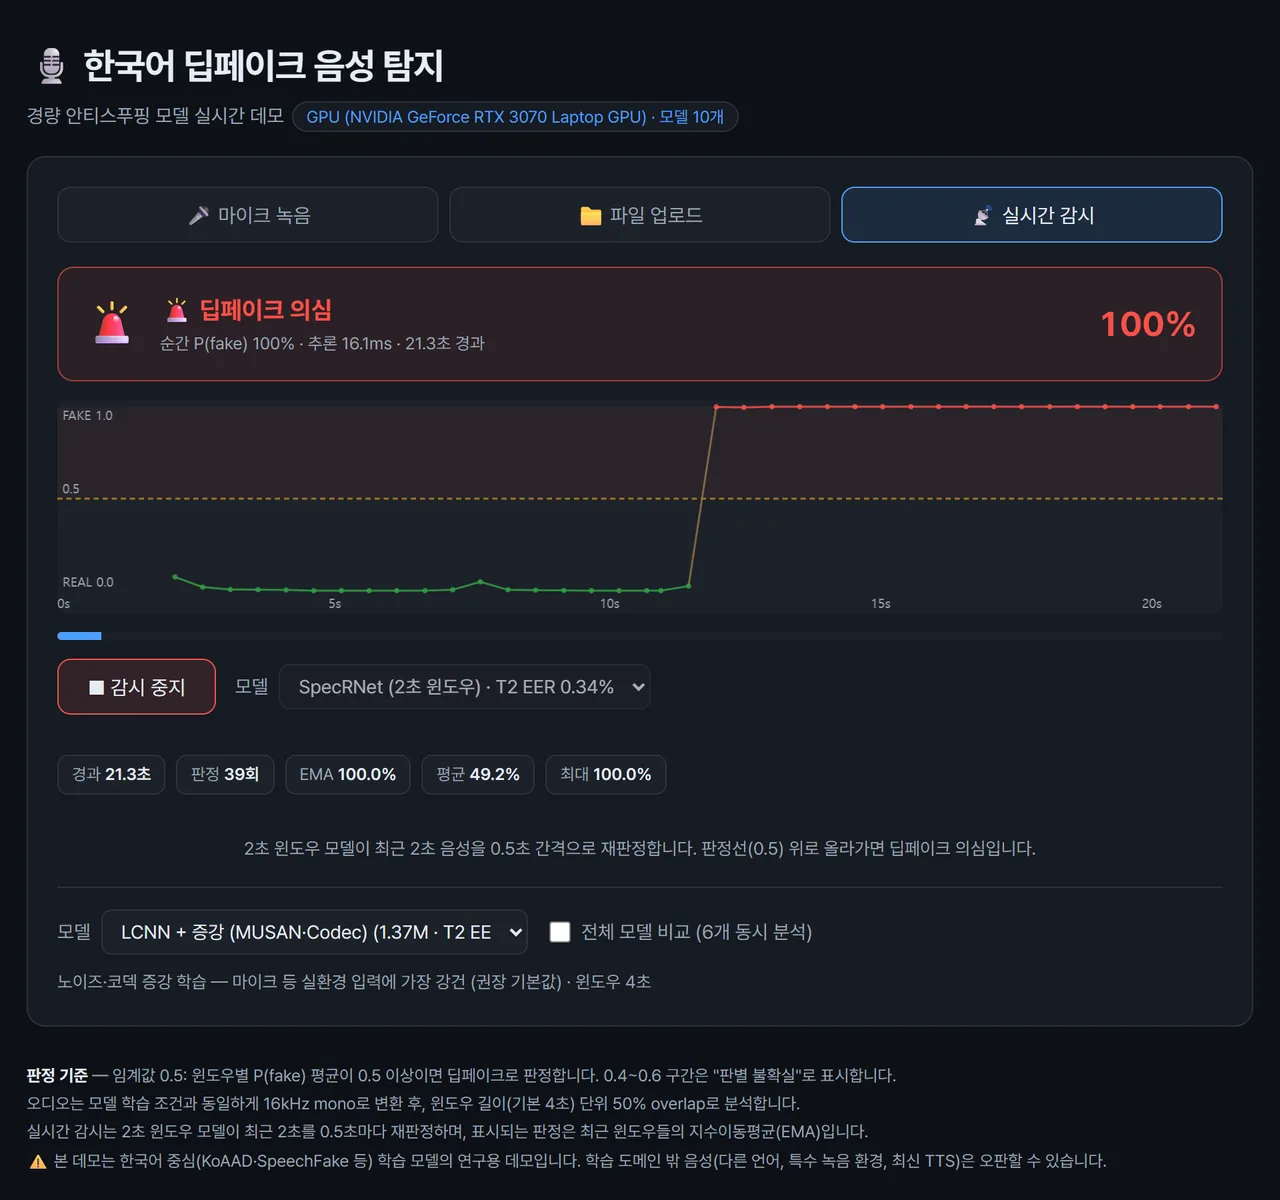 한국어 딥페이크 음성 탐지
경량 안티스푸핑 모델 실시간 데모 GPU (NVIDIA GeForce RTX 3070 Laptop GPU) · 모델 10개
마이크 녹음 파일 업로드 실시간 감시
딥페이크 의심
100%
순간 P(fake) 100% · 추론 16.1ms · 21.3초 경과
FAKE 1.0
0.5
REAL 0.0
0s 5s 10s 15s 20s
감시 중지 모델 SpecRNet (2초 윈도우) · T2 EER 0.34%
경과 21.3초 판정 39회 EMA 100.0% 평균 49.2% 최대 100.0%
2초 윈도우 모델이 최근 2초 음성을 0.5초 간격으로 재판정합니다. 판정선(0.5) 위로 올라가면 딥페이크 의심입니다.
모델 LCNN + 증강 (MUSAN·Codec) (1.37M · T2 EE 전체 모델 비교 (6개 동시 분석)
노이즈·코덱 증강 학습 — 마이크 등 실환경 입력에 가장 강건 (권장 기본값) · 윈도우 4초
판정 기준 — 임계값 0.5: 윈도우별 P(fake) 평균이 0.5 이상이면 딥페이크로 판정합니다. 0.4~0.6 구간은 "판별 불확실"로 표시합니다.
오디오는 모델 학습 조건과 동일하게 16kHz mono로 변환 후, 윈도우 길이(기본 4초) 단위 50% overlap로 분석합니다.
실시간 감시는 2초 윈도우 모델이 최근 2초를 0.5초마다 재판정하며, 표시되는 판정은 최근 윈도우들의 지수이동평균(EMA)입니다.
⚠️ 본 데모는 한국어 중심(KoAAD·SpeechFake 등) 학습 모델의 연구용 데모입니다. 학습 도메인 밖 음성(다른 언어, 특수 녹음 환경, 최신 TTS)은 오판할 수 있습니다.